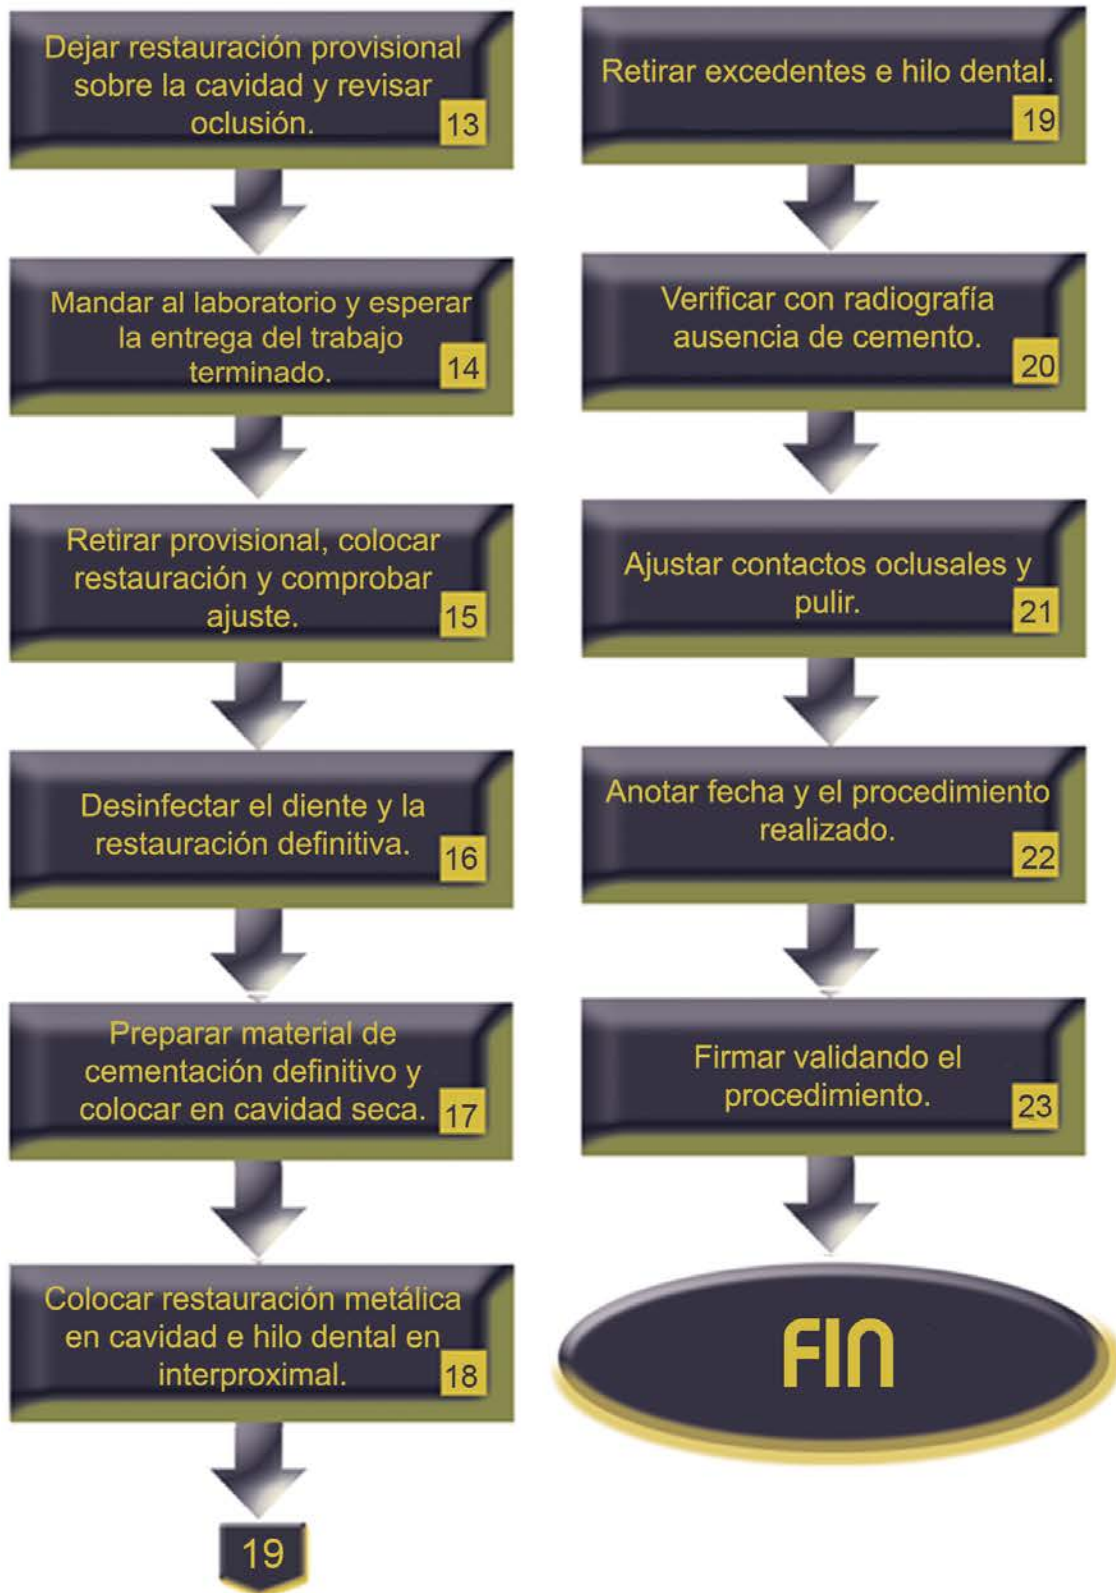 Dejar restauración provisional
sobre la cavidad y revisar
oclusión.
13
Mandar al laboratorio y esperar
la entrega del trabajo
terminado.
14
Retirar provisional, colocar
restauración y comprobar
ajuste.
15
Desinfectar el diente y la
restauración definitiva.
16
Preparar material de
cementación definitivo y
colocar en cavidad seca.
17
Colocar restauración metálica
en cavidad e hilo dental en
interproximal.
18
19
Retirar excedentes e hilo dental.
19
Verificar con radiografía
ausencia de cemento.
20
Ajustar contactos oclusales y
pulir.
21
Anotar fecha y el procedimiento
realizado.
22
Firmar validando el
procedimiento.
23
FIN